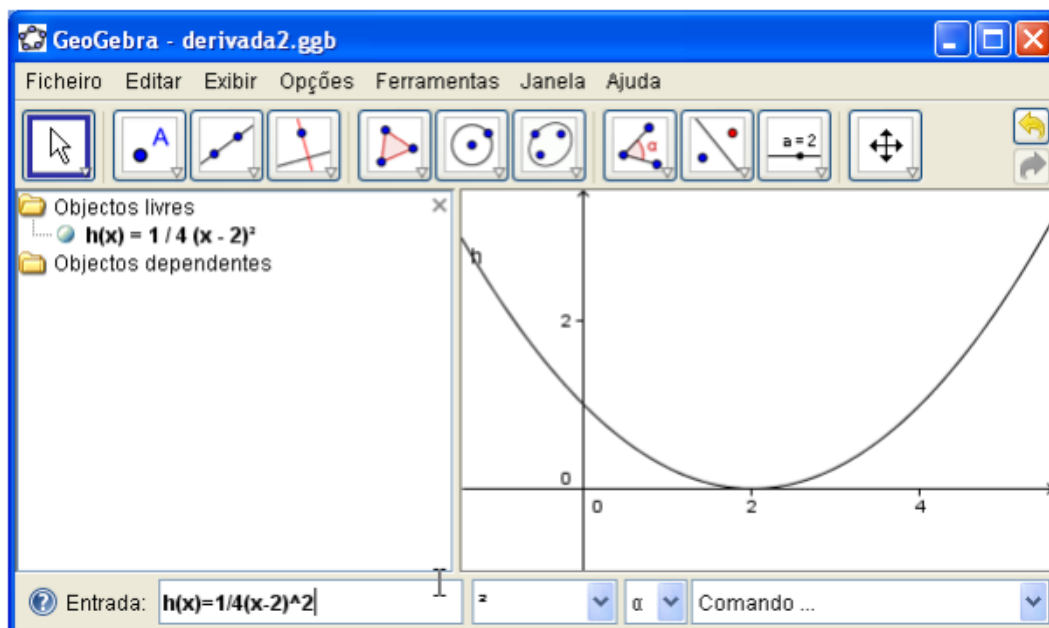 GeoGebra - derivada2.ggb
Ficheiro Editar Exibir Opções Ferramentas Janela Ajuda
A α a = 2
Objectos livres
h(x) = 1 / 4 (x - 2)²
Objectos dependentes
h
2
0
0 2 4
Entrada: h(x)=1/4(x-2)^2 ² α Comando ...